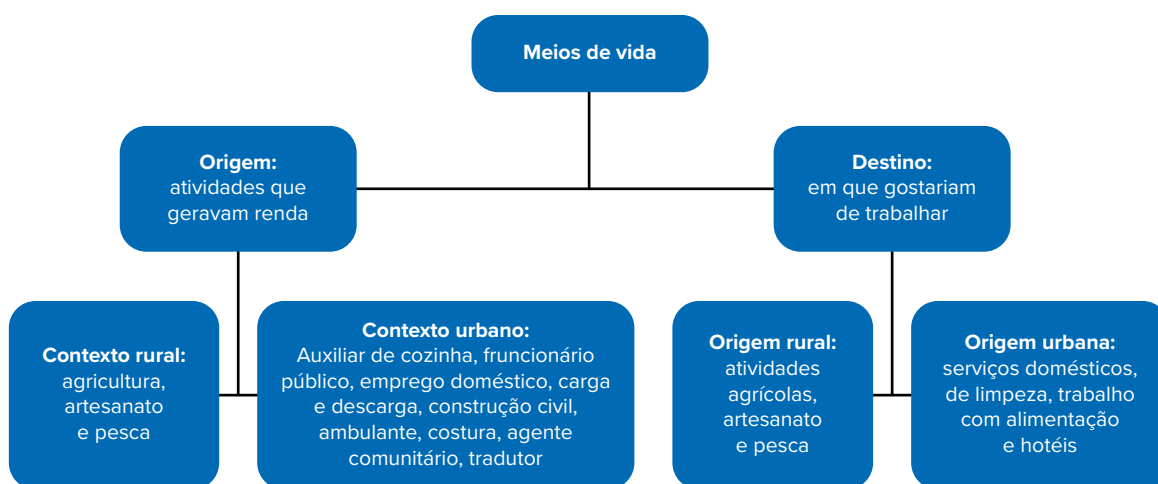 Meios de vida
Origem:
atividades que
geravam renda
Destino:
em que gostariam
de trabalhar
Contexto rural:
agricultura,
artesanato
e pesca
Contexto urbano:
Auxiliar de cozinha, fruncionário
público, emprego doméstico, carga
e descarga, construção civil,
ambulante, costura, agente
comunitário, tradutor
Origem rural:
atividades
agrícolas,
artesanato
e pesca
Origem urbana:
serviços domésticos,
de limpeza, trabalho
com alimentação
e hotéis